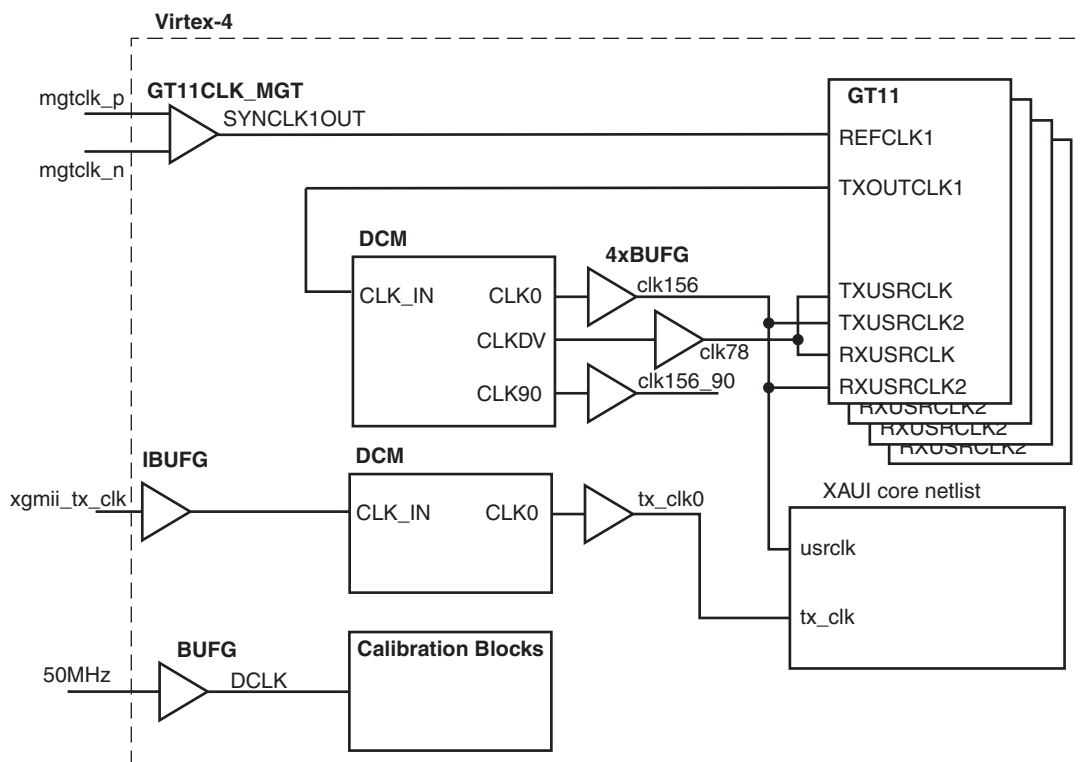 Virtex-4
mgtclk_p
GT11CLK_MGT
SYNCLK1OUT
mgtclk_n
GT11
REFCLK1
TXOUTCLK1
DCM
4xBUFG
CLK_IN
CLK0
clk156
CLKDV
clk78
CLK90
clk156_90
TXUSRCLK
TXUSRCLK2
RXUSRCLK
RXUSRCLK2
RXUSRCLK2
RXUSRCLK2
RXUSRCLK2
IBUFG
xgmii_tx_clk
DCM
CLK_IN
CLK0
tx_clk0
XAUI core netlist
usrclk
tx_clk
BUFG
50MHz
DCLK
Calibration Blocks